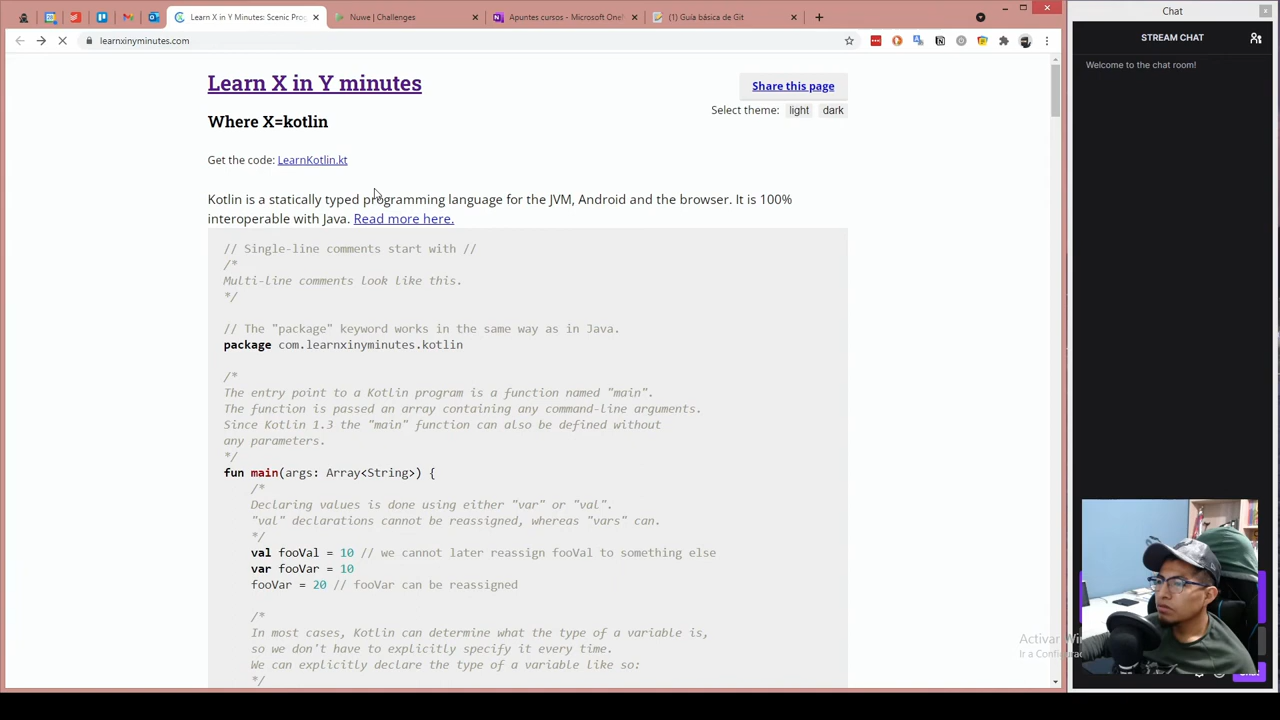 Learn X in Y Minutes: Scenic Pro
Nuwe | Challenges
Apuntes cursos - Microsoft One
(1) Guía básica de Git
learnxinyminutes.com
Learn X in Y minutes
Share this page
Select theme: light dark
Where X=kotlin
Get the code: LearnKotlin.kt
Kotlin is a statically typed programming language for the JVM, Android and the browser. It is 100%
interoperable with Java. Read more here.
// Single-line comments start with //
/*
Multi-line comments look like this.
*/
// The "package" keyword works in the same way as in Java.
package com.learnxinyminutes.kotlin
/*
The entry point to a Kotlin program is a function named "main".
The function is passed an array containing any command-line arguments.
Since Kotlin 1.3 the "main" function can also be defined without
any parameters.
*/
fun main(args: Array<String>) {
/*
Declaring values is done using either "var" or "val".
"val" declarations cannot be reassigned, whereas "vars" can.
*/
val fooVal = 10 // we cannot later reassign fooVal to something else
var fooVar = 10
fooVar = 20 // fooVar can be reassigned
/*
In most cases, Kotlin can determine what the type of a variable is,
so we don't have to explicitly specify it every time.
We can explicitly declare the type of a variable like so:
*/
Chat
STREAM CHAT
Welcome to the chat room!
Activar Wi
Ir a Configura